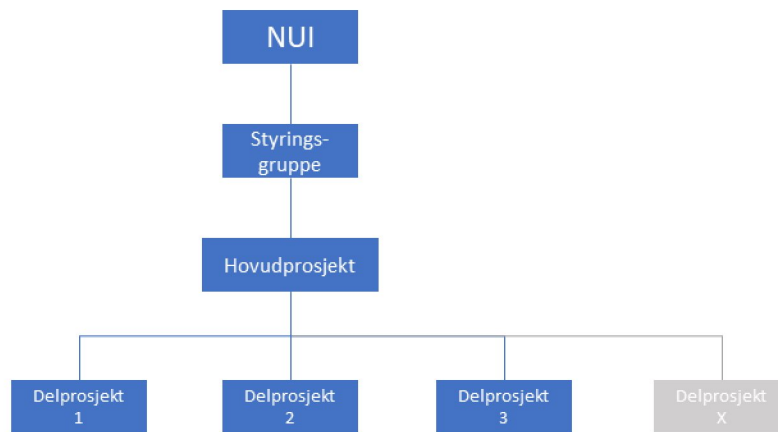 NUI
Styrings-
gruppe
Hovudprosjekt
Delprosjekt
1
Delprosjekt
2
Delprosjekt
3
Delprosjekt
X